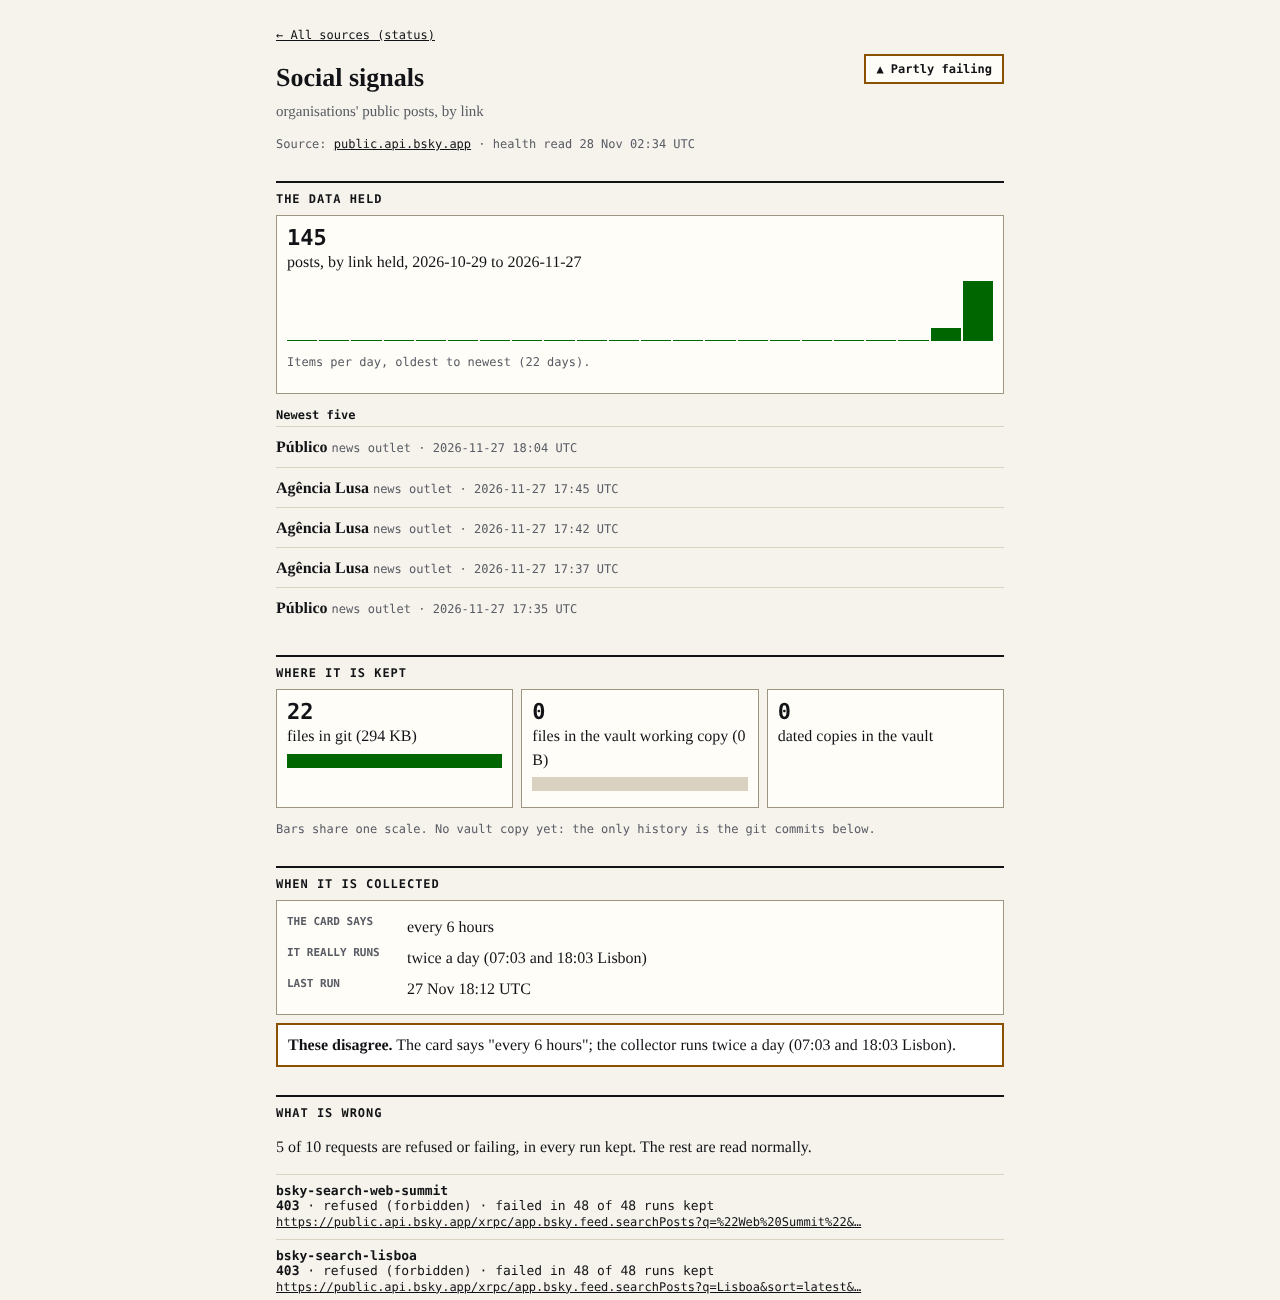 ← All sources (status)
Social signals
▲ Partly failing
organisations' public posts, by link
Source: public.api.bsky.app · health read 28 Nov 02:34 UTC
THE DATA HELD
145
posts, by link held, 2026-10-29 to 2026-11-27
Items per day, oldest to newest (22 days).
Newest five
Público news outlet · 2026-11-27 18:04 UTC
Agência Lusa news outlet · 2026-11-27 17:45 UTC
Agência Lusa news outlet · 2026-11-27 17:42 UTC
Agência Lusa news outlet · 2026-11-27 17:37 UTC
Público news outlet · 2026-11-27 17:35 UTC
WHERE IT IS KEPT
22
files in git (294 KB)
0
files in the vault working copy (0
B)
0
dated copies in the vault
Bars share one scale. No vault copy yet: the only history is the git commits below.
WHEN IT IS COLLECTED
THE CARD SAYS every 6 hours
IT REALLY RUNS twice a day (07:03 and 18:03 Lisbon)
LAST RUN 27 Nov 18:12 UTC
These disagree. The card says "every 6 hours"; the collector runs twice a day (07:03 and 18:03 Lisbon).
WHAT IS WRONG
5 of 10 requests are refused or failing, in every run kept. The rest are read normally.
bsky-search-web-summit
403 · refused (forbidden) · failed in 48 of 48 runs kept
https://public.api.bsky.app/xrpc/app.bsky.feed.searchPosts?q=%22Web%20Summit%22&…
bsky-search-lisboa
403 · refused (forbidden) · failed in 48 of 48 runs kept
https://public.api.bsky.app/xrpc/app.bsky.feed.searchPosts?q=Lisboa&sort=latest&…